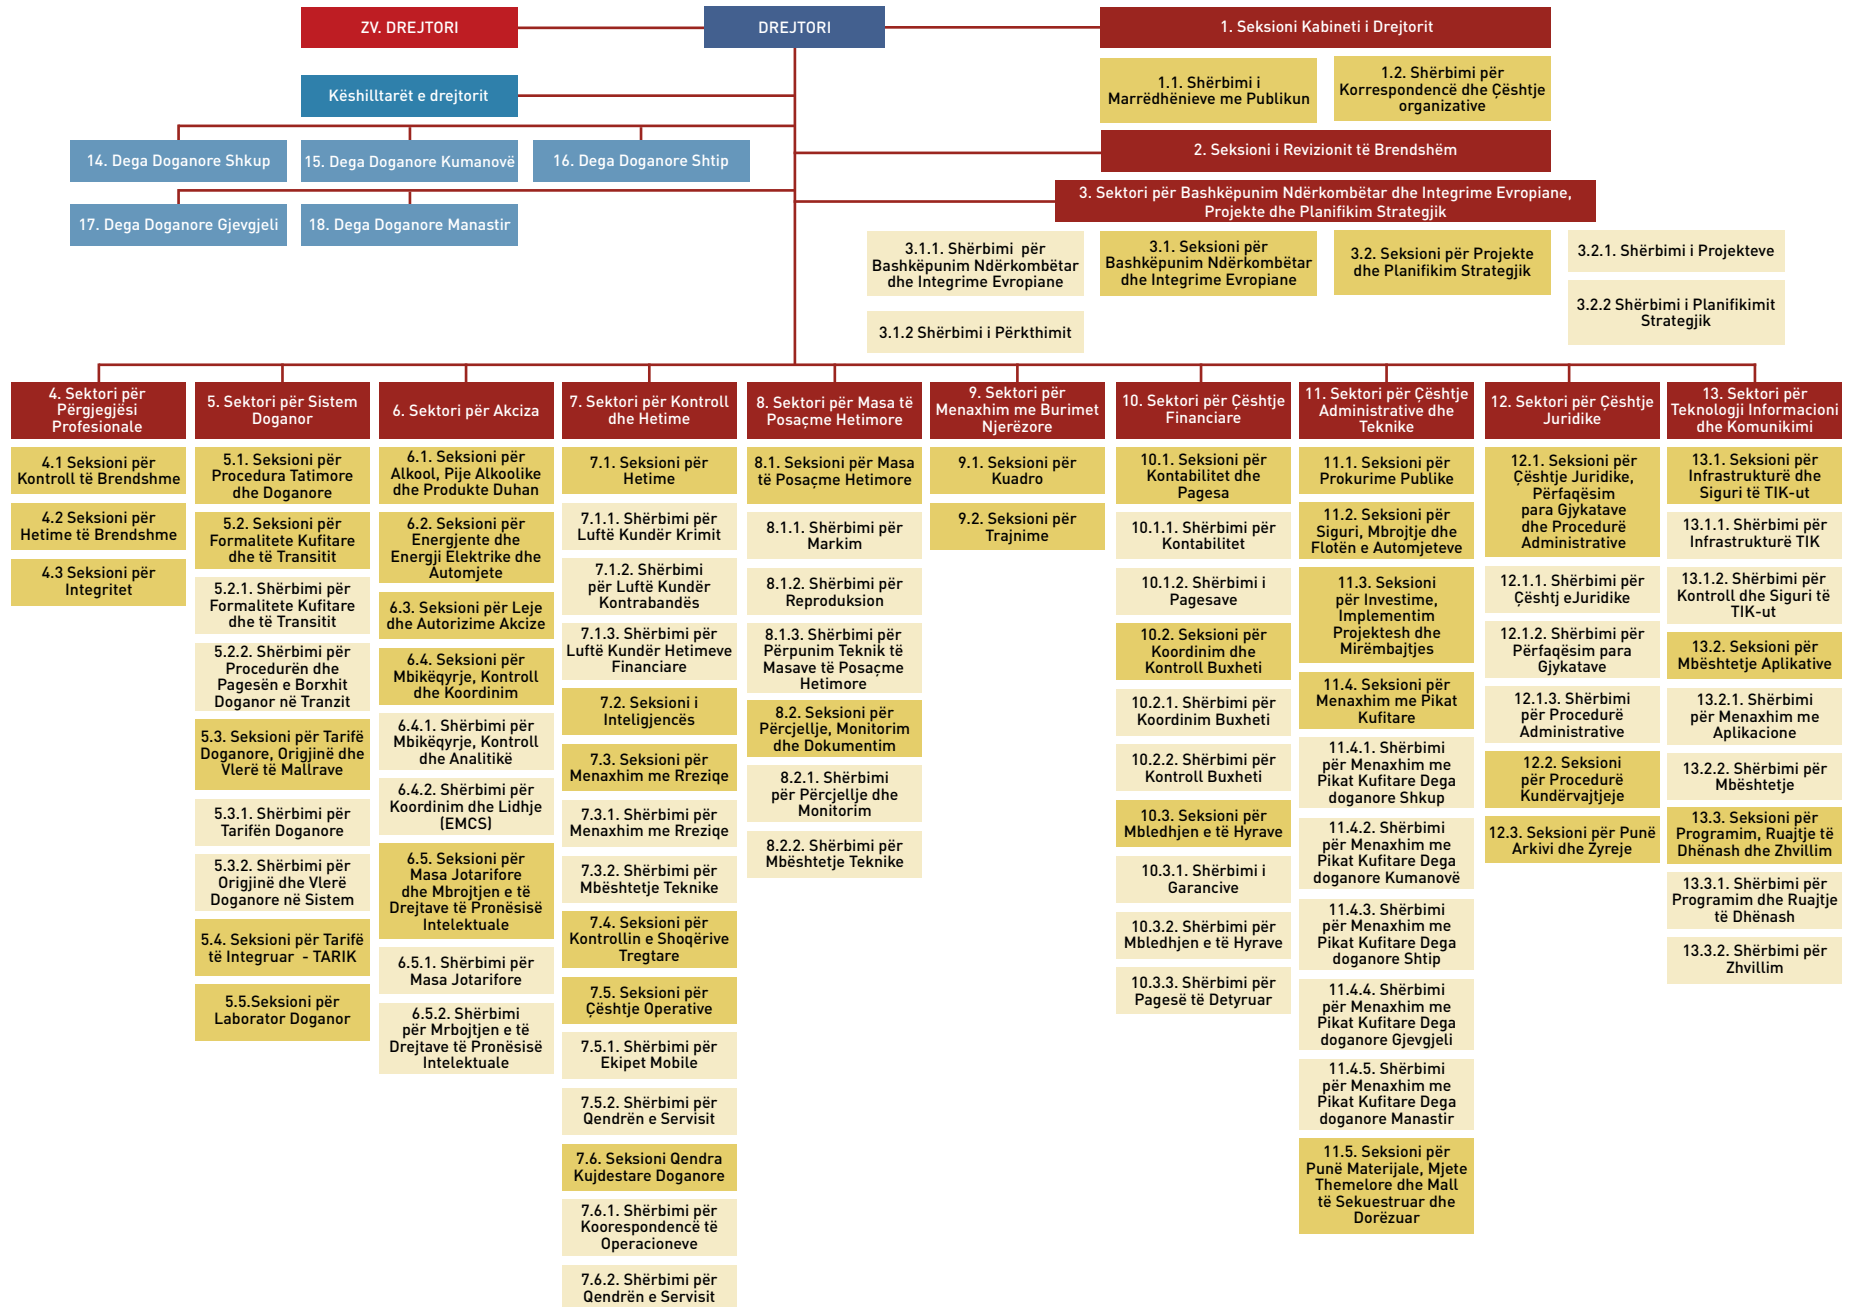 ZV. DREJTORI
DREJTORI
1. Seksioni Kabineti i Drejtorit
1.1. Shërbimi i
Marrëdhënieve me Publikun
1.2. Shërbimi për
Korrespondencë dhe Çështje
organizative
Këshilltarët e drejtorit
14. Dega Doganore Shkup
15. Dega Doganore Kumanovë
16. Dega Doganore Shtip
2. Seksioni i Revizionit të Brendshëm
17. Dega Doganore Gjevgjeli
18. Dega Doganore Manastir
3. Sektori për Bashkëpunim Ndërkombëtar dhe Integrime Evropiane,
Projekte dhe Planifikim Strategjik
3.1.1. Shërbimi  për
Bashkëpunim Ndërkombëtar
dhe Integrime Evropiane
3.1. Seksioni për
Bashkëpunim Ndërkombëtar
dhe Integrime Evropiane
3.2. Seksioni për Projekte
dhe Planifikim Strategjik
3.2.1. Shërbimi i Projekteve
3.1.2 Shërbimi i Përkthimit
3.2.2 Shërbimi i Planifikimit
Strategjik
4. Sektori për
Përgjegjësi
Profesionale
4.1 Seksioni për
Kontroll të Brendshme
4.2 Seksioni për
Hetime të Brendshme
4.3 Seksioni për
Integritet
5. Sektori për Sistem
Doganor
5.1. Seksioni për
Procedura Tatimore
dhe Doganore
5.2. Seksioni për
Formalitete Kufitare
dhe të Transitit
5.2.1. Shërbimi për
Formalitete Kufitare
dhe të Transitit
5.2.2. Shërbimi për
Procedurën dhe
Pagesën e Borxhit
Doganor në Tranzit
5.3. Seksioni për Tarifë
Doganore, Origjinë dhe
Vlerë të Mallrave
5.3.1. Shërbimi për
Tarifën Doganore
5.3.2. Shërbimi për
Origjinë dhe Vlerë
Doganore në Sistem
5.4. Seksioni për Tarifë
të Integruar  - TARIK
5.5.Seksioni për
Laborator Doganor
6. Sektori për Akciza
6.1. Seksioni për
Alkool, Pije Alkoolike
dhe Produkte Duhan
6.2. Seksioni për
Energjente dhe
Energji Elektrike dhe
Automjete
6.3. Seksioni për Leje
dhe Autorizime Akcize
6.4. Seksioni për
Mbikëqyrje, Kontroll
dhe Koordinim
6.4.1. Shërbimi për
Mbikëqyrje, Kontroll
dhe Analitikë
6.4.2. Shërbimi për
Koordinim dhe Lidhje
(EMCS)
6.5. Seksioni për
Masa Jotarifore
dhe Mbrojtjen e të
Drejtave të Pronësisë
Intelektuale
6.5.1. Shërbimi për
Masa Jotarifore
6.5.2. Shërbimi
për Mrbojtjen e të
Drejtave të Pronësisë
Intelektuale
7. Sektori për Kontroll
dhe Hetime
7.1. Seksioni për
Hetime
7.1.1. Shërbimi për
Luftë Kundër Krimit
7.1.2. Shërbimi
për Luftë Kundër
Kontrabandës
7.1.3. Shërbimi për
Luftë Kundër Hetimeve
Financiare
7.2. Seksioni i
Inteligjencës
7.3. Seksioni për
Menaxhim me Rreziqe
7.3.1. Shërbimi për
Menaxhim me Rreziqe
7.3.2. Shërbimi për
Mbështetje Teknike
7.4. Seksioni për
Kontrollin e Shoqërive
Tregtare
7.5. Seksioni për
Çështje Operative
7.5.1. Shërbimi për
Ekipet Mobile
7.5.2. Shërbimi për
Qendrën e Servisit
7.6. Seksioni Qendra
Kujdestare Doganore
7.6.1. Shërbimi për
Koorespondencë të
Operacioneve
7.6.2. Shërbimi për
Qendrën e Servisit
8. Sektori për Masa të
Posaçme Hetimore
8.1. Seksioni për Masa
të Posaçme Hetimore
8.1.1. Shërbimi për
Markim
8.1.2. Shërbimi për
Reproduksion
8.1.3. Shërbimi për
Përpunim Teknik të
Masave të Posaçme
Hetimore
8.2. Seksioni për
Përcjellje, Monitorim
dhe Dokumentim
8.2.1. Shërbimi
për Përcjellje dhe
Monitorim
8.2.2. Shërbimi për
Mbështetje Teknike
9. Sektori për
Menaxhim me Burimet
Njerëzore
9.1. Seksioni për
Kuadro
9.2. Seksioni për
Trajnime
10. Sektori për Çështje
Financiare
10.1. Seksioni për
Kontabilitet dhe
Pagesa
10.1.1. Shërbimi për
Kontabilitet
10.1.2. Shërbimi i
Pagesave
10.2. Seksioni për
Koordinim dhe
Kontroll Buxheti
10.2.1. Shërbimi për
Koordinim Buxheti
10.2.2. Shërbimi për
Kontroll Buxheti
10.3. Seksioni për
Mbledhjen e të Hyrave
10.3.1. Shërbimi i
Garancive
10.3.2. Shërbimi për
Mbledhjen e të Hyrave
10.3.3. Shërbimi për
Pagesë të Detyruar
11. Sektori për Çështje
Administrative dhe
Teknike
11.1. Seksioni për
Prokurime Publike
11.2. Seksioni për
Siguri, Mbrojtje dhe
Flotën e Automjeteve
11.3. Seksioni
për Investime,
Implementim
Projektesh dhe
Mirëmbajtjes
11.4. Seksioni për
Menaxhim me Pikat
Kufitare
11.4.1. Shërbimi
për Menaxhim me
Pikat Kufitare Dega
doganore Shkup
11.4.2. Shërbimi
për Menaxhim me
Pikat Kufitare Dega
doganore Kumanovë
11.4.3. Shërbimi
për Menaxhim me
Pikat Kufitare Dega
doganore Shtip
11.4.4. Shërbimi
për Menaxhim me
Pikat Kufitare Dega
doganore Gjevgjeli
11.4.5. Shërbimi
për Menaxhim me
Pikat Kufitare Dega
doganore Manastir
11.5. Seksioni për
Punë Materijale, Mjete
Themelore dhe Mall
të Sekuestruar dhe
Dorëzuar
12. Sektori për Çështje
Juridike
12.1. Seksioni për
Çështje Juridike,
Përfaqësim
para Gjykatave
dhe Procedurë
Administrative
12.1.1. Shërbimi për
Çështj eJuridike
12.1.2. Shërbimi për
Përfaqësim para
Gjykatave
12.1.3. Shërbimi
për Procedurë
Administrative
12.2. Seksioni
për Procedurë
Kundërvajtjeje
12.3. Seksioni për Punë
Arkivi dhe Zyreje
13. Sektori për
Teknologji Informacioni
dhe Komunikimi
13.1. Seksioni për
Infrastrukturë dhe
Siguri të TIK-ut
13.1.1. Shërbimi për
Infrastrukturë TIK
13.1.2. Shërbimi për
Kontroll dhe Siguri të
TIK-ut
13.2. Seksioni për
Mbështetje Aplikative
13.2.1. Shërbimi
për Menaxhim me
Aplikacione
13.2.2. Shërbimi për
Mbështetje
13.3. Seksioni për
Programim, Ruajtje të
Dhënash dhe Zhvillim
13.3.1. Shërbimi për
Programim dhe Ruajtje
të Dhënash
13.3.2. Shërbimi për
Zhvillim